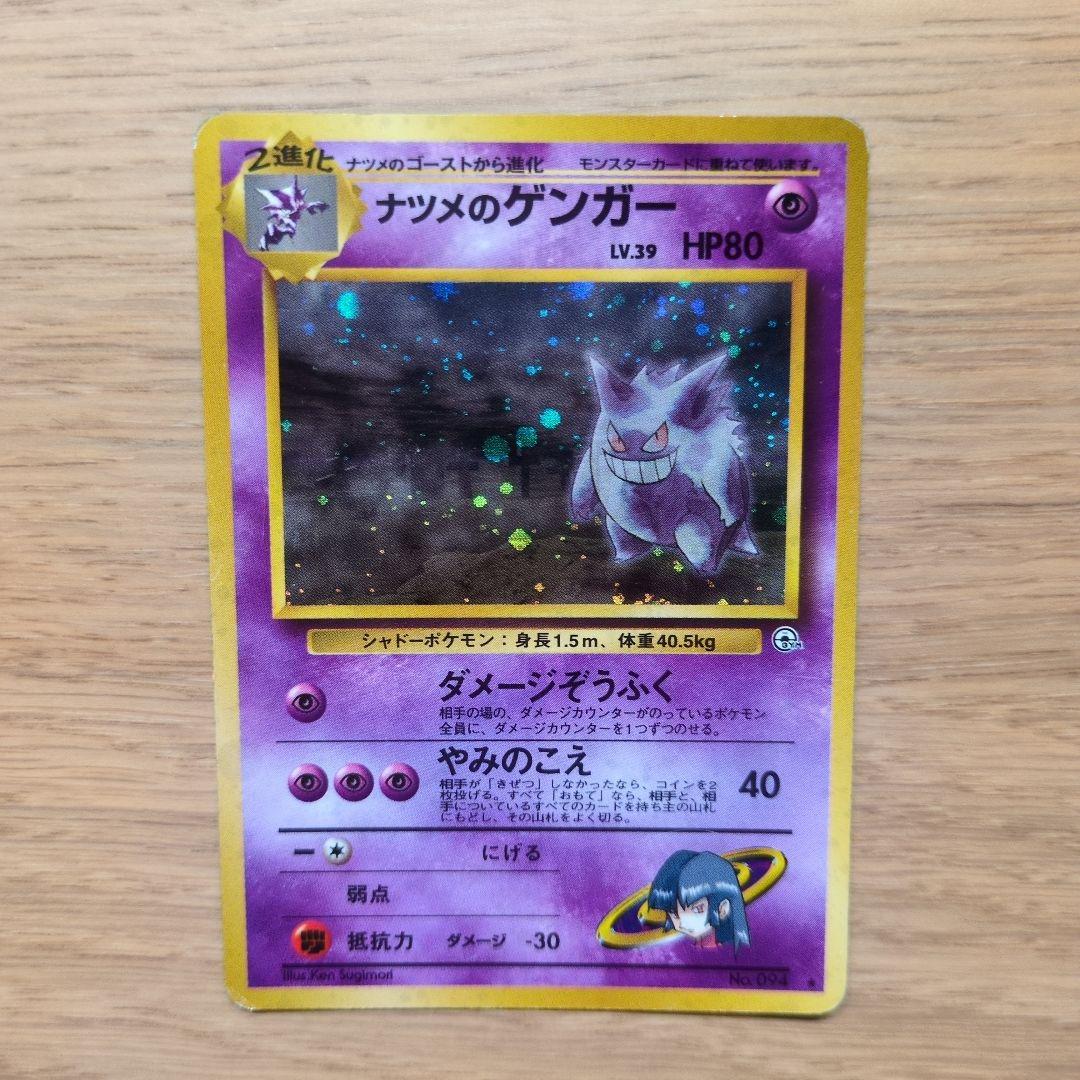 2進化 ナツメのゴーストから進化 モンスターカードに重ねて使います。
ナツメのゲンガー
LV.39 HP80
シャドーポケモン：身長1.5m、体重40.5kg
GYM
ダメージぞうふく
相手の場の、ダメージカウンターがのっているポケモン
全員に、ダメージカウンターを1つずつのせる。
やみのこえ 40
相手が「きぜつ」しなかったなら、コインを2
枚投げる。すべて「おもて」なら、相手と、相
手についているすべてのカードを持ち主の山札
にもどし、その山札をよく切る。
にげる
弱点
抵抗力 ダメージ -30
Illus.Ken Sugimori No.094 ★